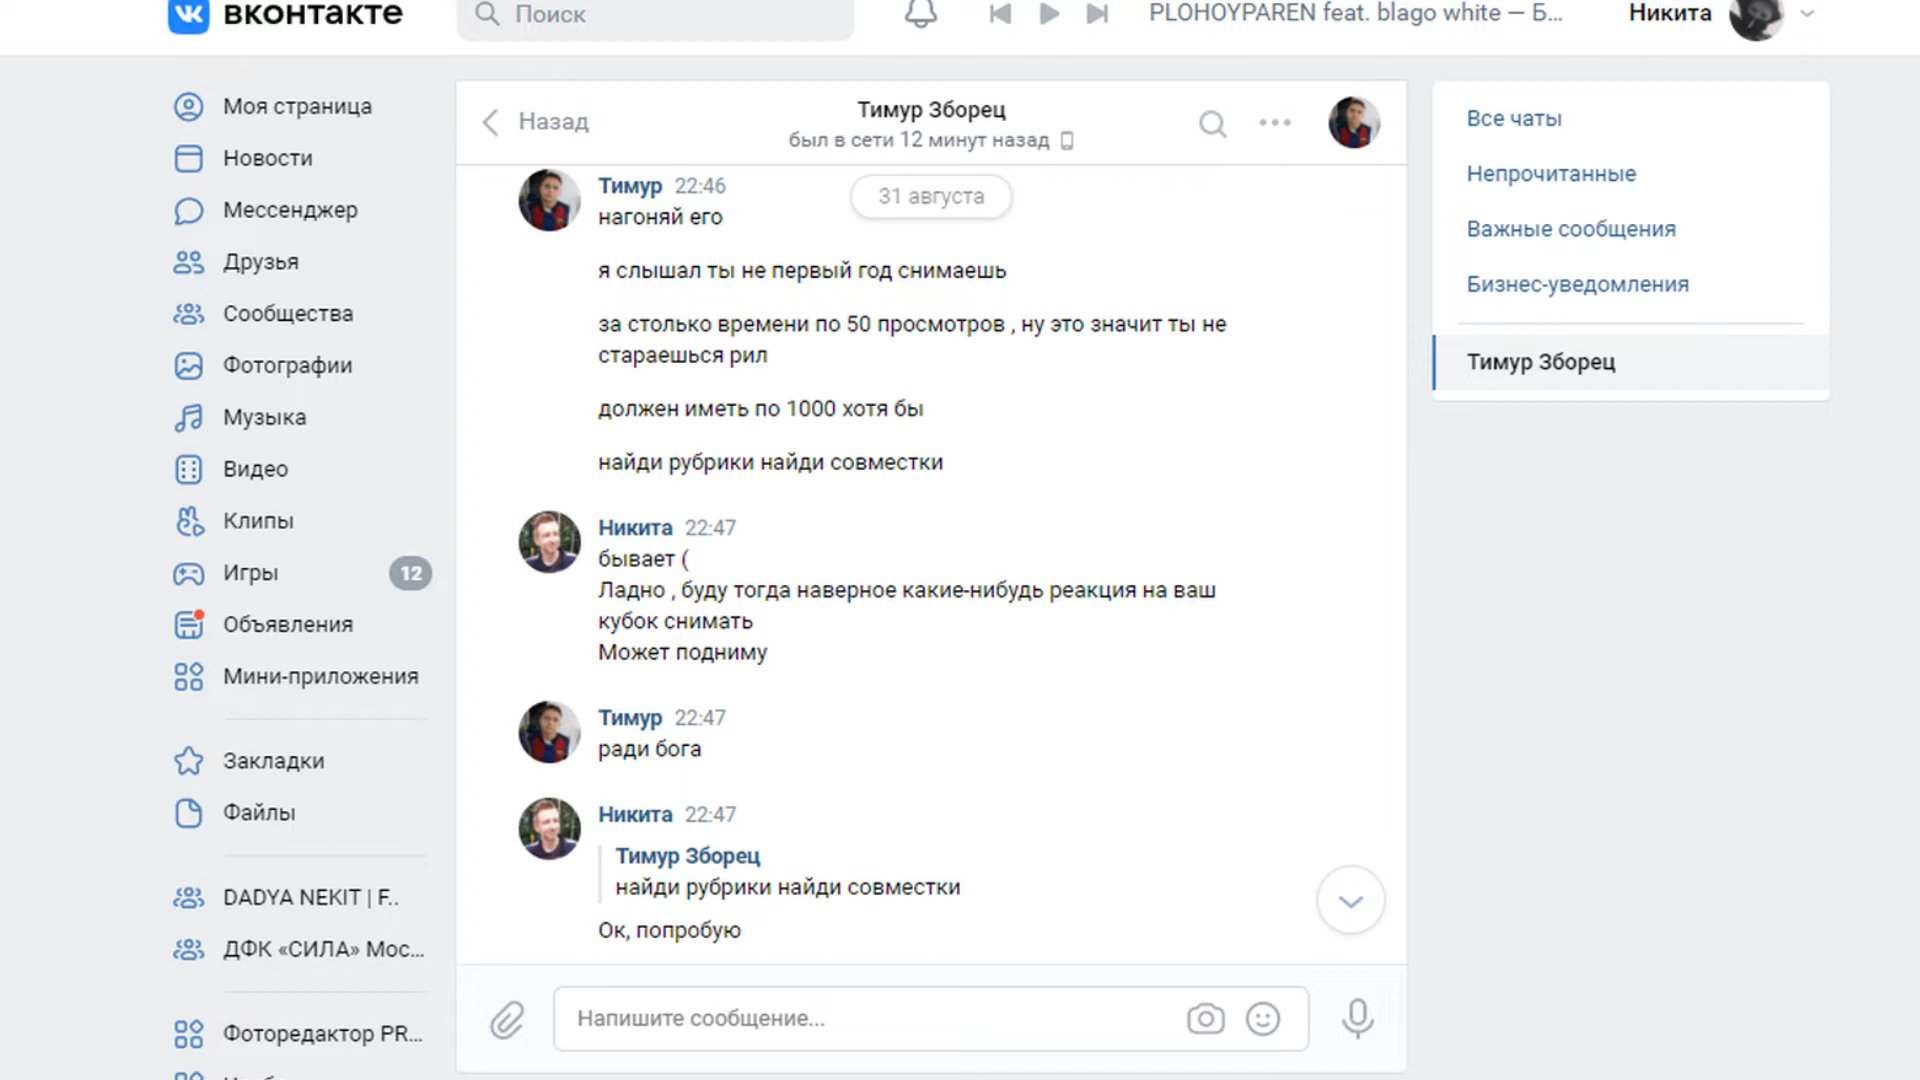 вконтакте
Поиск
PLOHOYPAREN feat. blago white — Б...
Никита
Моя страница
Новости
Мессенджер
Друзья
Сообщества
Фотографии
Музыка
Видео
Клипы
Игры
12
Объявления
Мини-приложения
Закладки
Файлы
DADYA NEKIT | F..
ДФК «СИЛА» Мос...
Фоторедактор PR...
Назад
Тимур Зборец
был в сети 12 минут назад
31 августа
Тимур 22:46
нагоняй его
я слышал ты не первый год снимаешь
за столько времени по 50 просмотров , ну это значит ты не
стараешься рил
должен иметь по 1000 хотя бы
найди рубрики найди совместки
Никита 22:47
бывает (
Ладно , буду тогда наверное какие-нибудь реакция на ваш
кубок снимать
Может подниму
Тимур 22:47
ради бога
Никита 22:47
Тимур Зборец
найди рубрики найди совместки
Ок, попробую
Напишите сообщение...
Все чаты
Непрочитанные
Важные сообщения
Бизнес-уведомления
Тимур Зборец